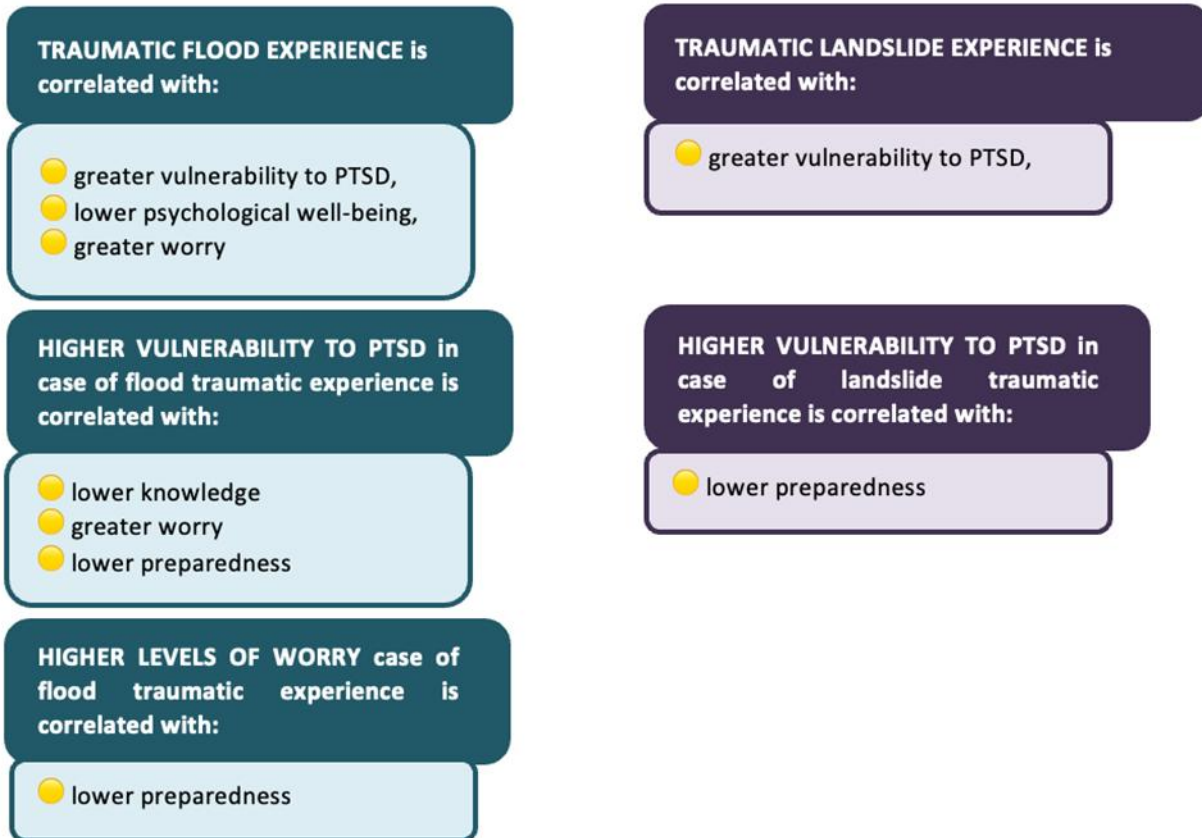 TRAUMATIC FLOOD EXPERIENCE is
correlated with:
greater vulnerability to PTSD,
lower psychological well-being,
greater worry
HIGHER VULNERABILITY TO PTSD in
case of flood traumatic experience is
correlated with:
lower knowledge
greater worry
lower preparedness
HIGHER LEVELS OF WORRY case of
flood traumatic experience is
correlated with:
lower preparedness
TRAUMATIC LANDSLIDE EXPERIENCE is
correlated with:
greater vulnerability to PTSD,
HIGHER VULNERABILITY TO PTSD in
case of landslide traumatic
experience is correlated with:
lower preparedness